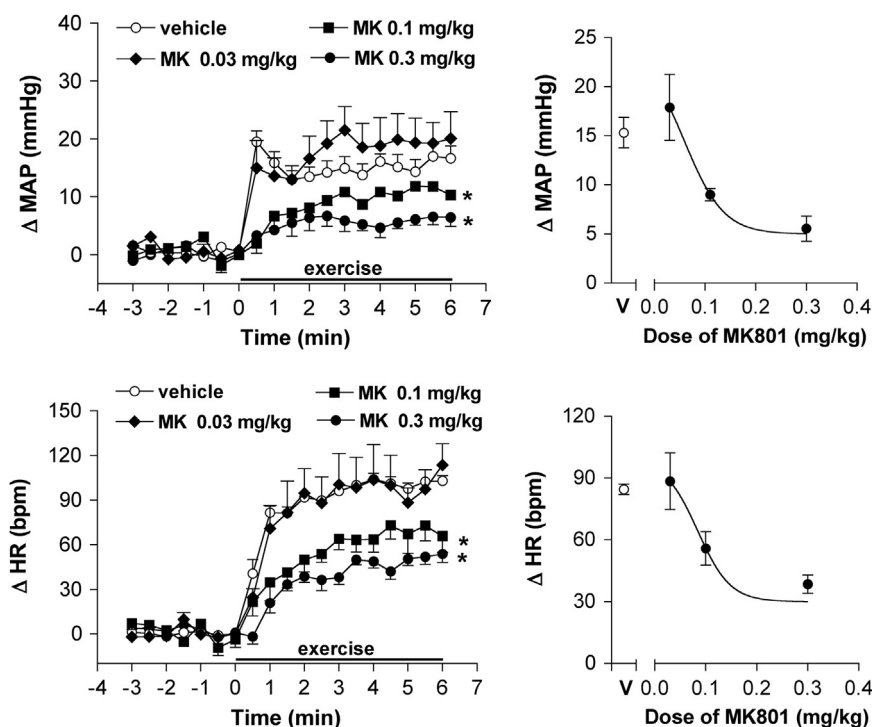 vehicle
MK 0.03 mg/kg
MK 0.1 mg/kg
MK 0.3 mg/kg
Δ MAP (mmHg)
40
30
20
10
0
exercise
*
*
-4 -3 -2 -1 0 1 2 3 4 5 6 7
Time (min)
Δ MAP (mmHg)
25
20
15
10
5
0
V 0.0 0.1 0.2 0.3 0.4
Dose of MK801 (mg/kg)
vehicle
MK 0.03 mg/kg
MK 0.1 mg/kg
MK 0.3 mg/kg
Δ HR (bpm)
150
120
90
60
30
0
exercise
*
*
-4 -3 -2 -1 0 1 2 3 4 5 6 7
Time (min)
Δ HR (bpm)
120
90
60
30
0
V 0.0 0.1 0.2 0.3 0.4
Dose of MK801 (mg/kg)